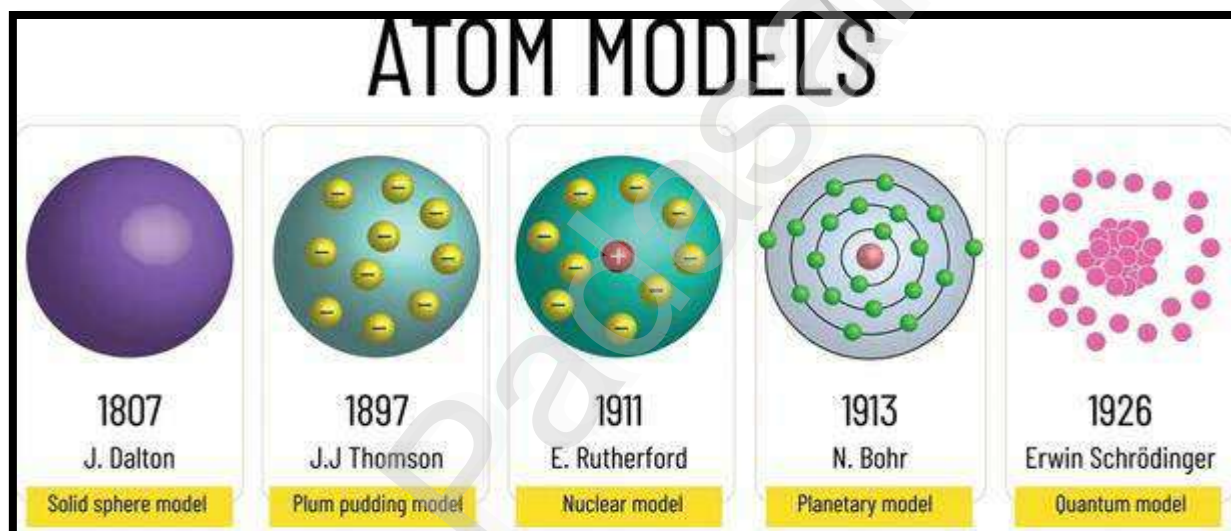 ATOM MODELS
1807
J. Dalton
Solid sphere model
1897
J.J Thomson
Plum pudding model
1911
E. Rutherford
Nuclear model
+
1913
N. Bohr
Planetary model
1926
Erwin Schrödinger
Quantum model
Padasal